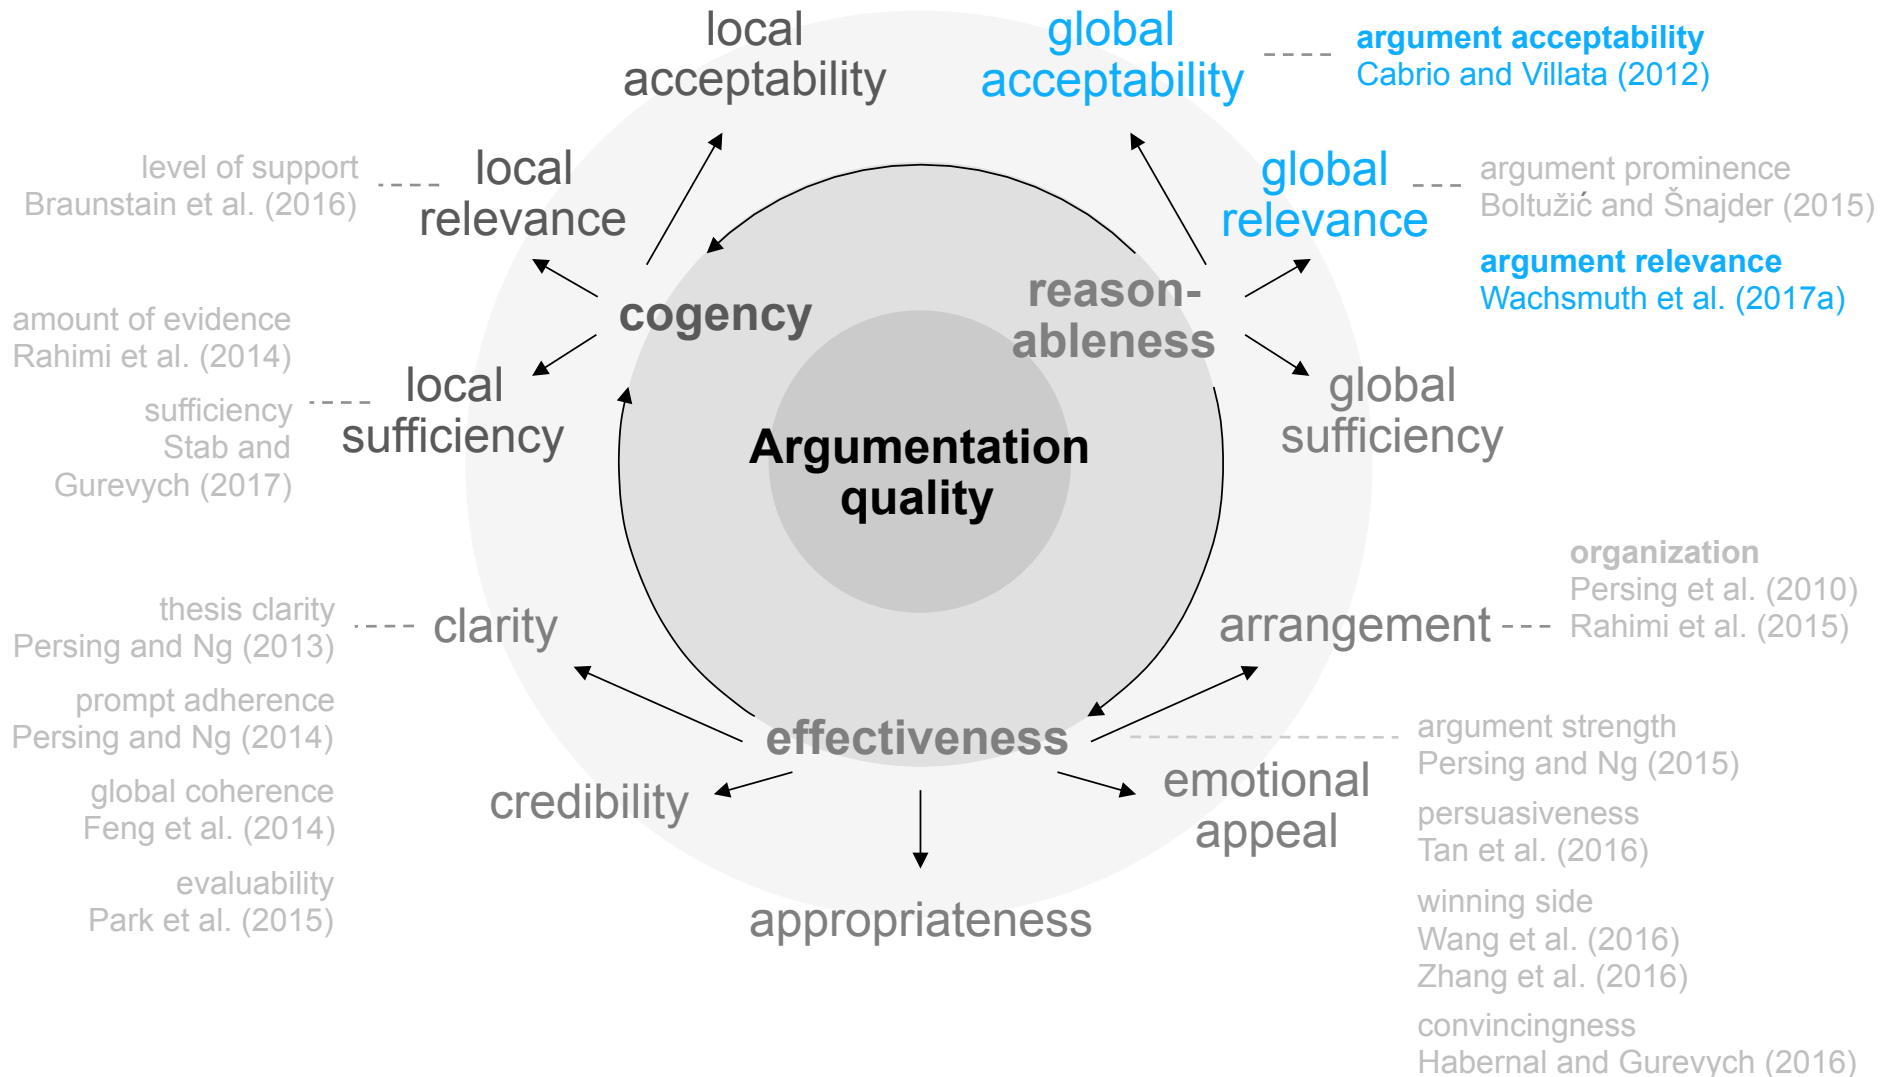 local
acceptability
global
acceptability
argument acceptability
Cabrio and Villata (2012)
level of support
Braunstain et al. (2016)
local
relevance
global
relevance
argument prominence
Boltužić and Šnajder (2015)
argument relevance
Wachsmuth et al. (2017a)
cogency
reason-
ableness
amount of evidence
Rahimi et al. (2014)
sufficiency
Stab and
Gurevych (2017)
local
sufficiency
global
sufficiency
Argumentation
quality
organization
Persing et al. (2010)
Rahimi et al. (2015)
thesis clarity
Persing and Ng (2013)
clarity
arrangement
prompt adherence
Persing and Ng (2014)
global coherence
Feng et al. (2014)
evaluability
Park et al. (2015)
effectiveness
credibility
emotional
appeal
appropriateness
argument strength
Persing and Ng (2015)
persuasiveness
Tan et al. (2016)
winning side
Wang et al. (2016)
Zhang et al. (2016)
convincingness
Habernal and Gurevych (2016)